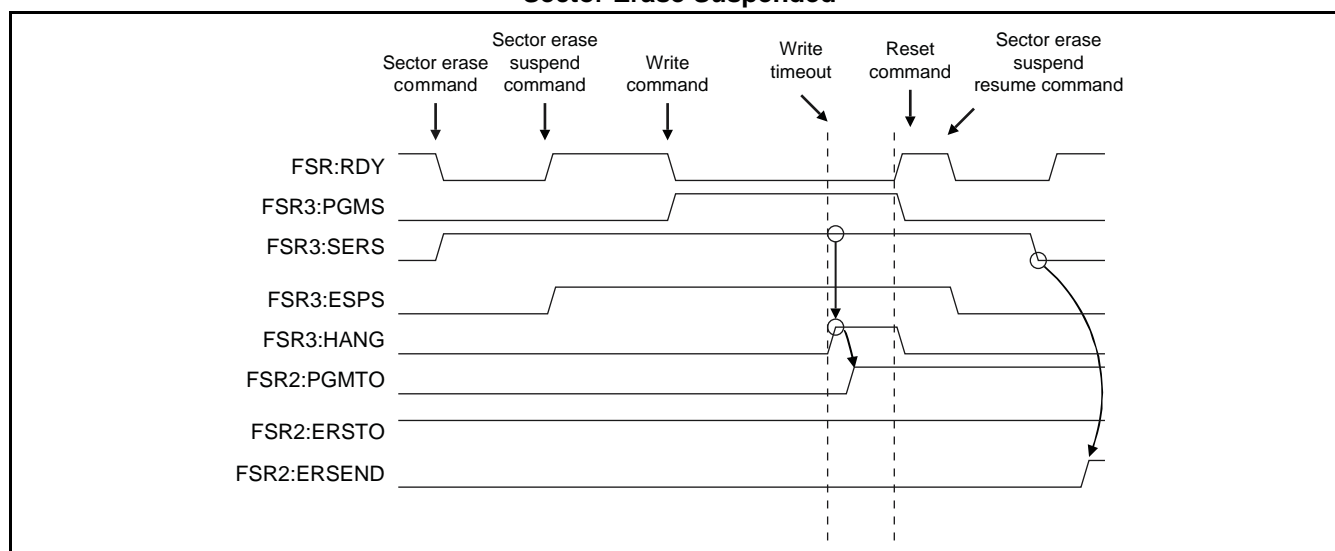 Sector Erase Suspended
Sector erase
command
Sector erase
suspend
command
Write
command
Write
timeout
Reset
command
Sector erase
suspend
resume command
FSR:RDY
FSR3:PGMS
FSR3:SERS
FSR3:ESPS
FSR3:HANG
FSR2:PGMTO
FSR2:ERSTO
FSR2:ERSEND